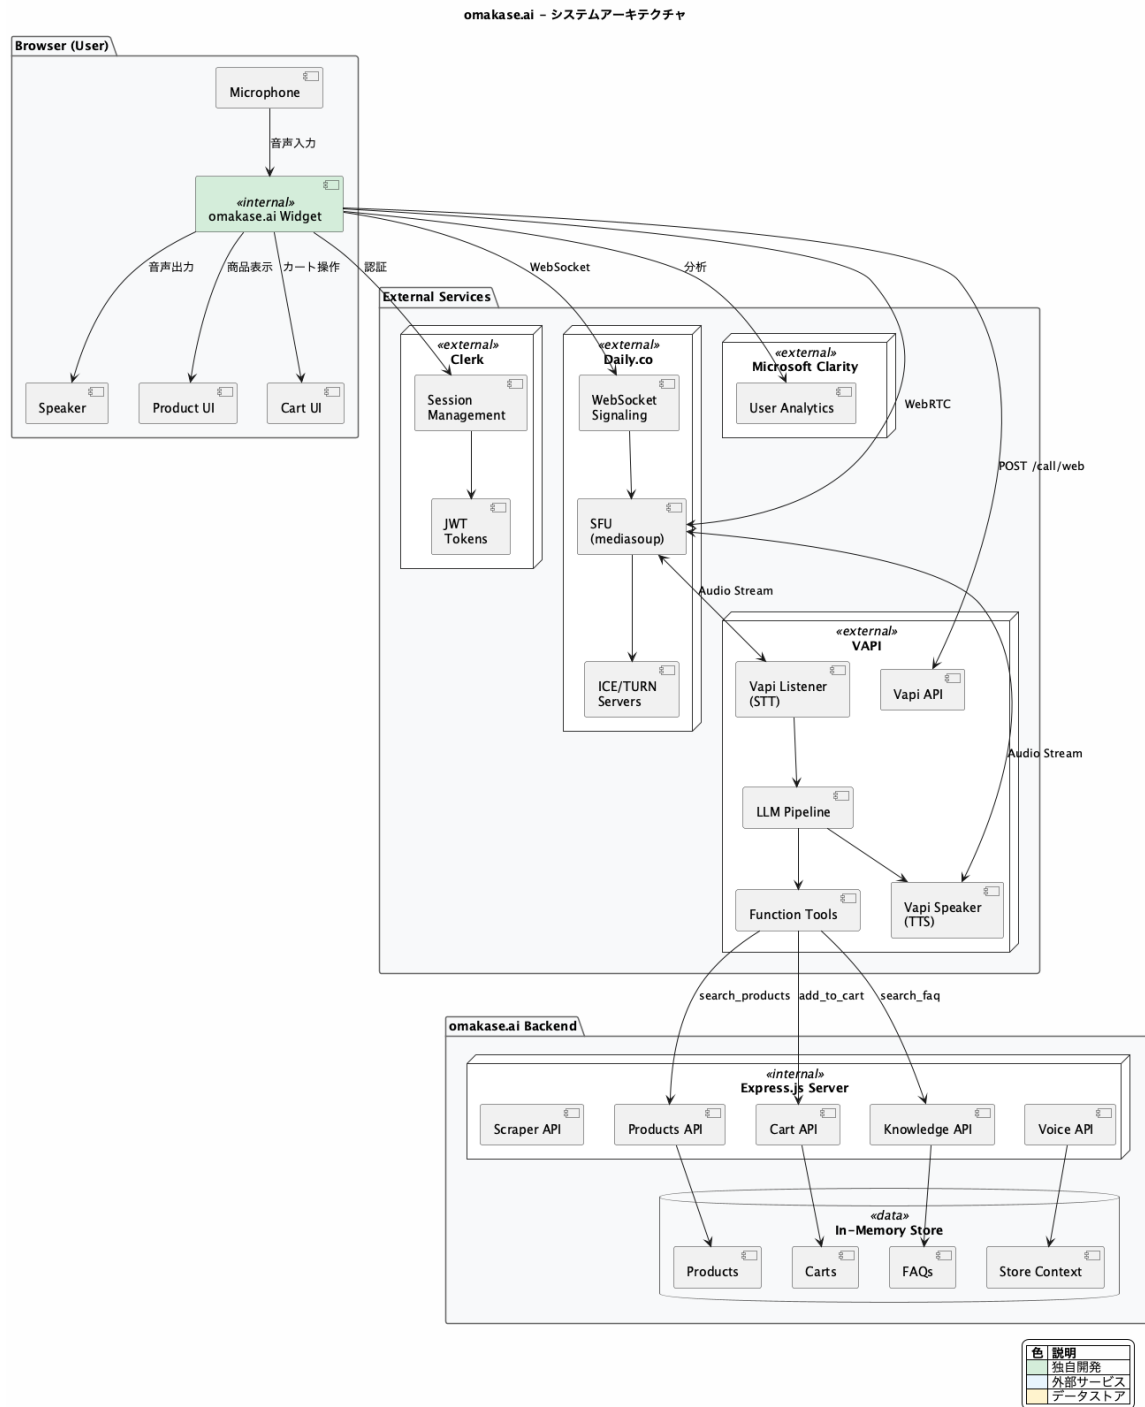 omakase.ai – システムアーキテクチャ
Browser (User)
Microphone
音声入力
«internal»
omakase.ai Widget
音声出力
商品表示
カート操作
認証
WebSocket
分析
Speaker
Product UI
Cart UI
External Services
«external»
Clerk
Session
Management
JWT
Tokens
«external»
Daily.co
WebSocket
Signaling
SFU
(mediasoup)
ICE/TURN
Servers
«external»
Microsoft Clarity
User Analytics
WebRTC
POST /call/web
Audio Stream
«external»
VAPI
Vapi Listener
(STT)
Vapi API
Audio Stream
LLM Pipeline
Function Tools
Vapi Speaker
(TTS)
search_products
add_to_cart
search_faq
omakase.ai Backend
«internal»
Express.js Server
Scraper API
Products API
Cart API
Knowledge API
Voice API
«data»
In-Memory Store
Products
Carts
FAQs
Store Context
色 説明
独自開発
外部サービス
データストア